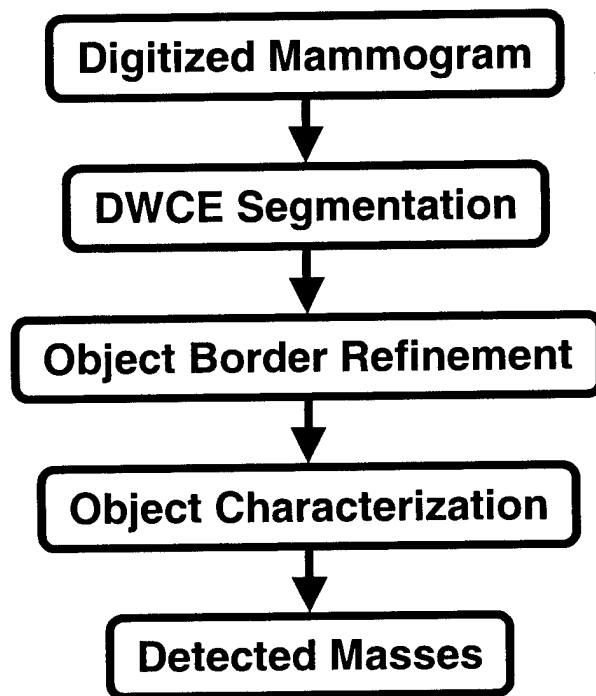 Digitized Mammogram
DWCE Segmentation
Object Border Refinement
Object Characterization
Detected Masses